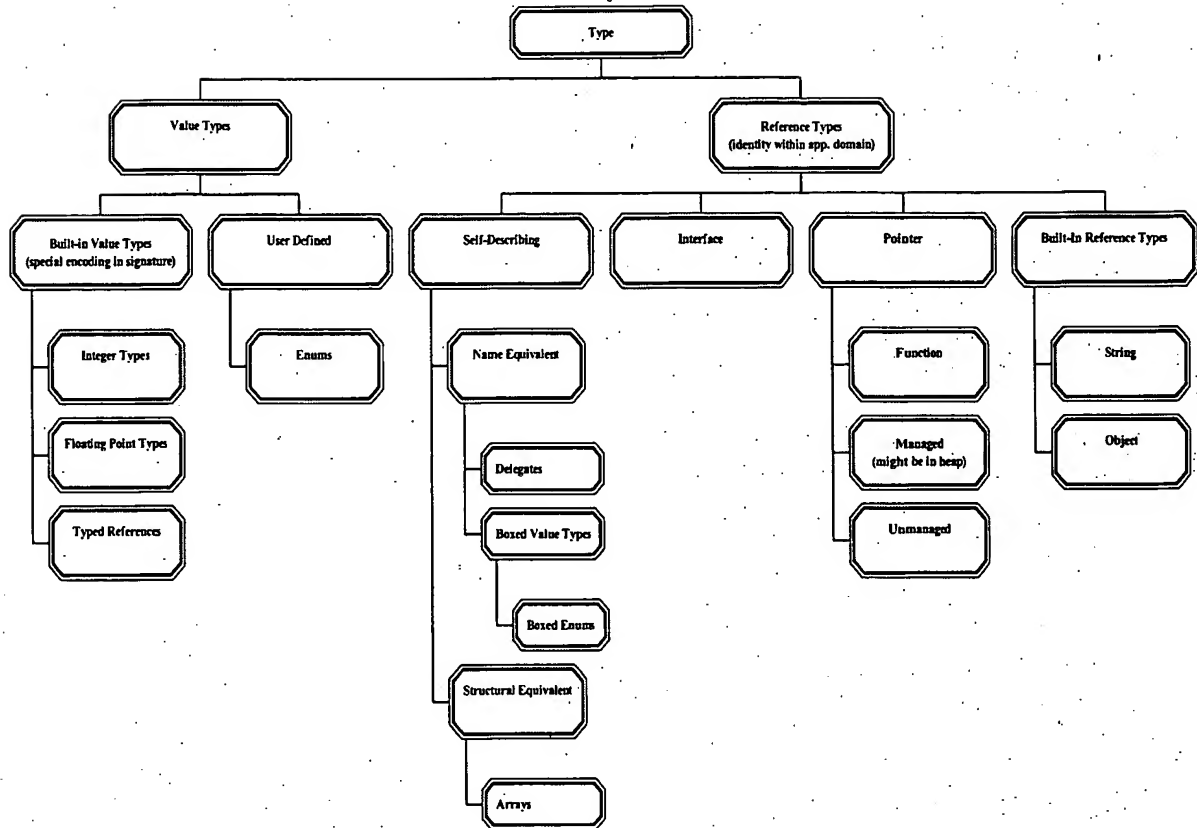 Type
Value Types
Reference Types
(identity within app. domain)
Built-in Value Types
(special encoding in signature)
User Defined
Self-Describing
Interface
Pointer
Built-In Reference Types
Integer Types
Enums
Name Equivalent
Function
String
Floating Point Types
Delegates
Managed
(might be in heap)
Object
Typed References
Boxed Value Types
Unmanaged
Boxed Enums
Structural Equivalent
Arrays